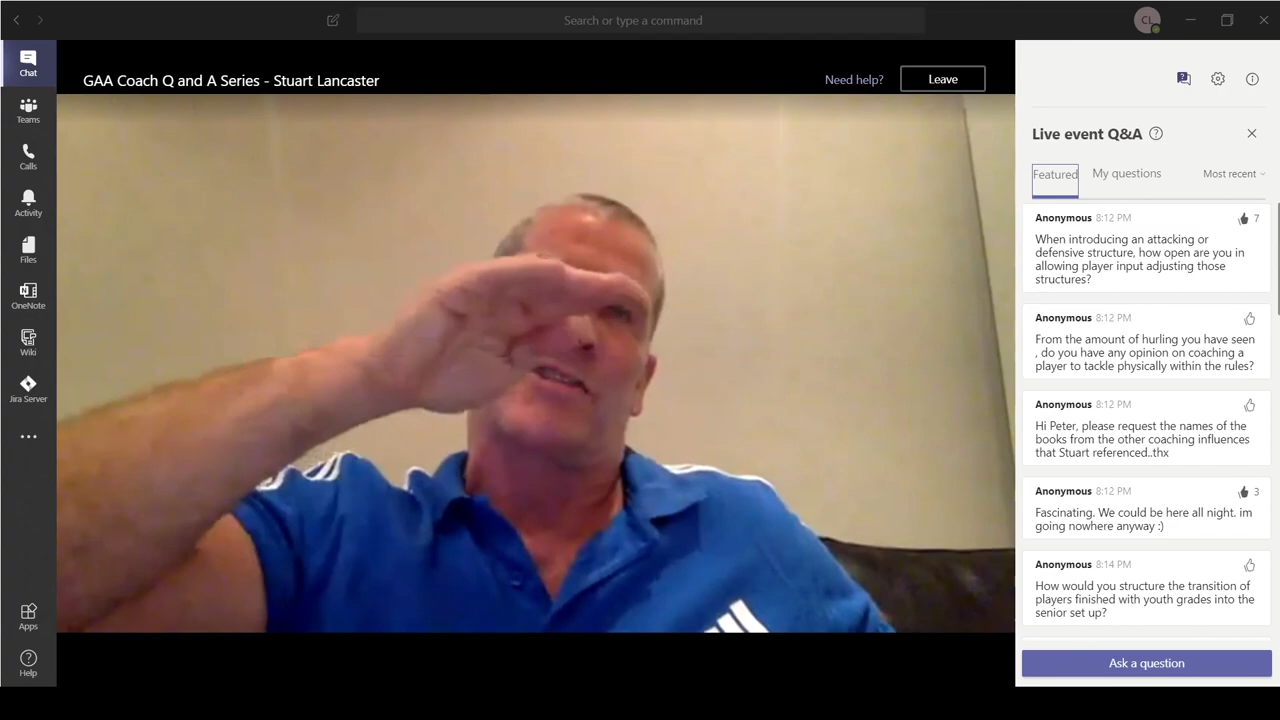 Search or type a command
CL
Chat
Teams
Calls
Activity
Files
OneNote
Wiki
Jira Server
Apps
Help
GAA Coach Q and A Series - Stuart Lancaster
Need help?
Leave
Live event Q&A
Featured
My questions
Most recent
Anonymous 8:12 PM 7
When introducing an attacking or
defensive structure, how open are you in
allowing player input adjusting those
structures?
Anonymous 8:12 PM
From the amount of hurling you have seen
, do you have any opinion on coaching a
player to tackle physically within the rules?
Anonymous 8:12 PM
Hi Peter, please request the names of the
books from the other coaching influences
that Stuart referenced..thx
Anonymous 8:12 PM 3
Fascinating. We could be here all night. im
going nowhere anyway :)
Anonymous 8:14 PM
How would you structure the transition of
players finished with youth grades into the
senior set up?
Ask a question